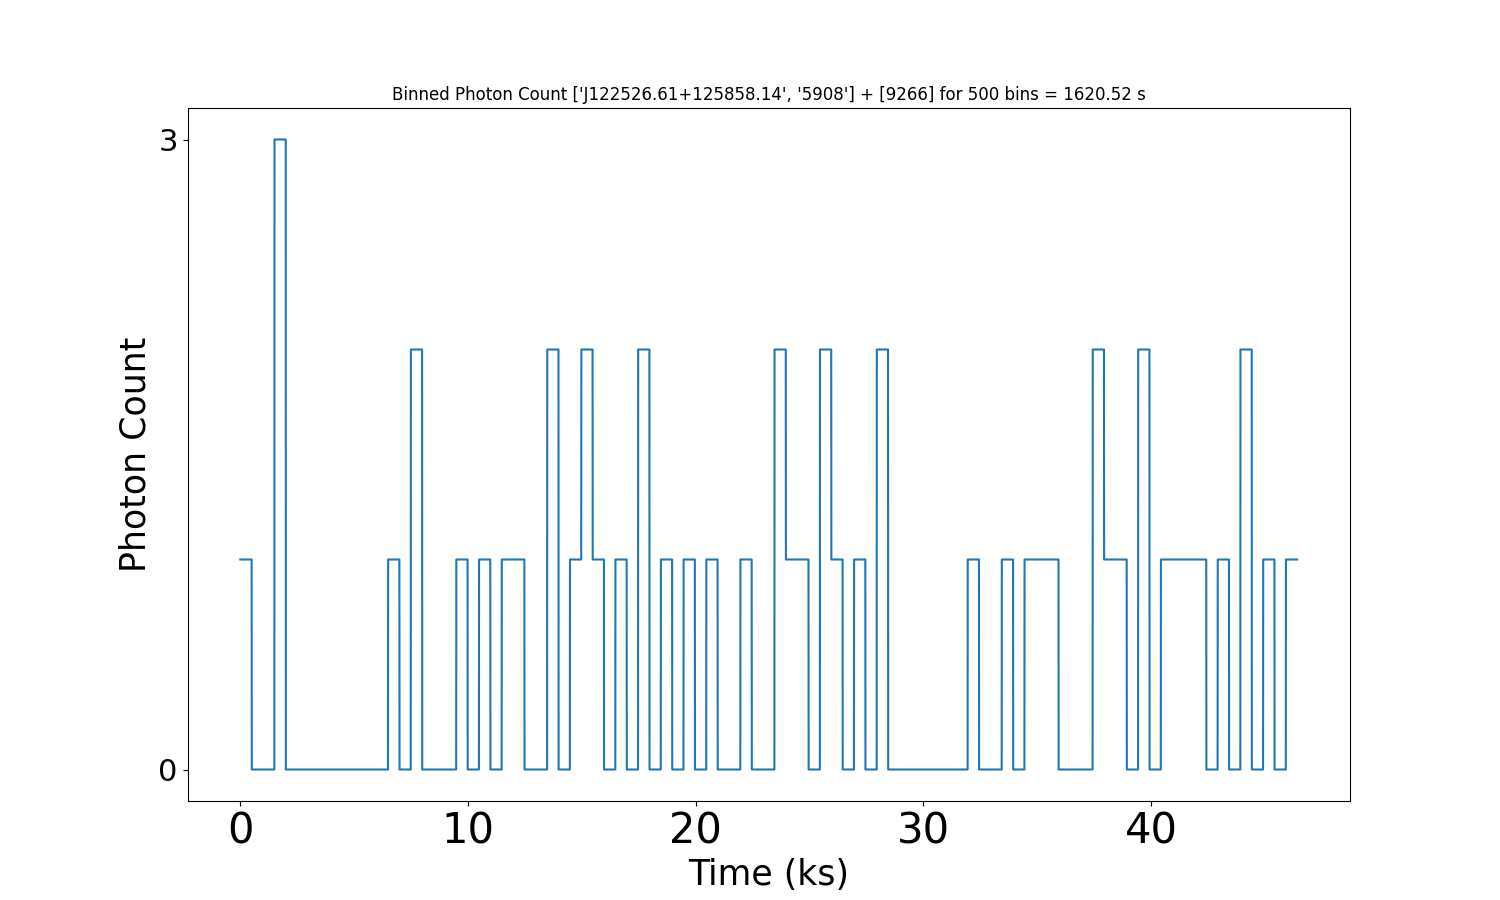 Binned Photon Count ['J122526.61+125858.14', '5908'] + [9266] for 500 bins = 1620.52 s
3
Photon Count
0
0 10 20 30 40
Time (ks)